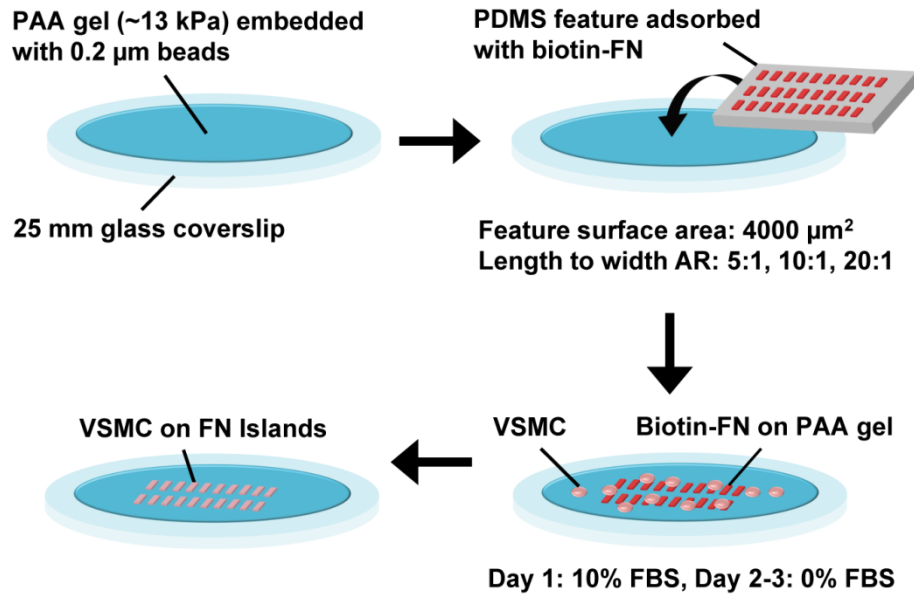 PAA gel (~13 kPa) embedded
with 0.2 µm beads
25 mm glass coverslip
PDMS feature adsorbed
with biotin-FN
Feature surface area: 4000 µm²
Length to width AR: 5:1, 10:1, 20:1
VSMC
Biotin-FN on PAA gel
Day 1: 10% FBS, Day 2-3: 0% FBS
VSMC on FN Islands